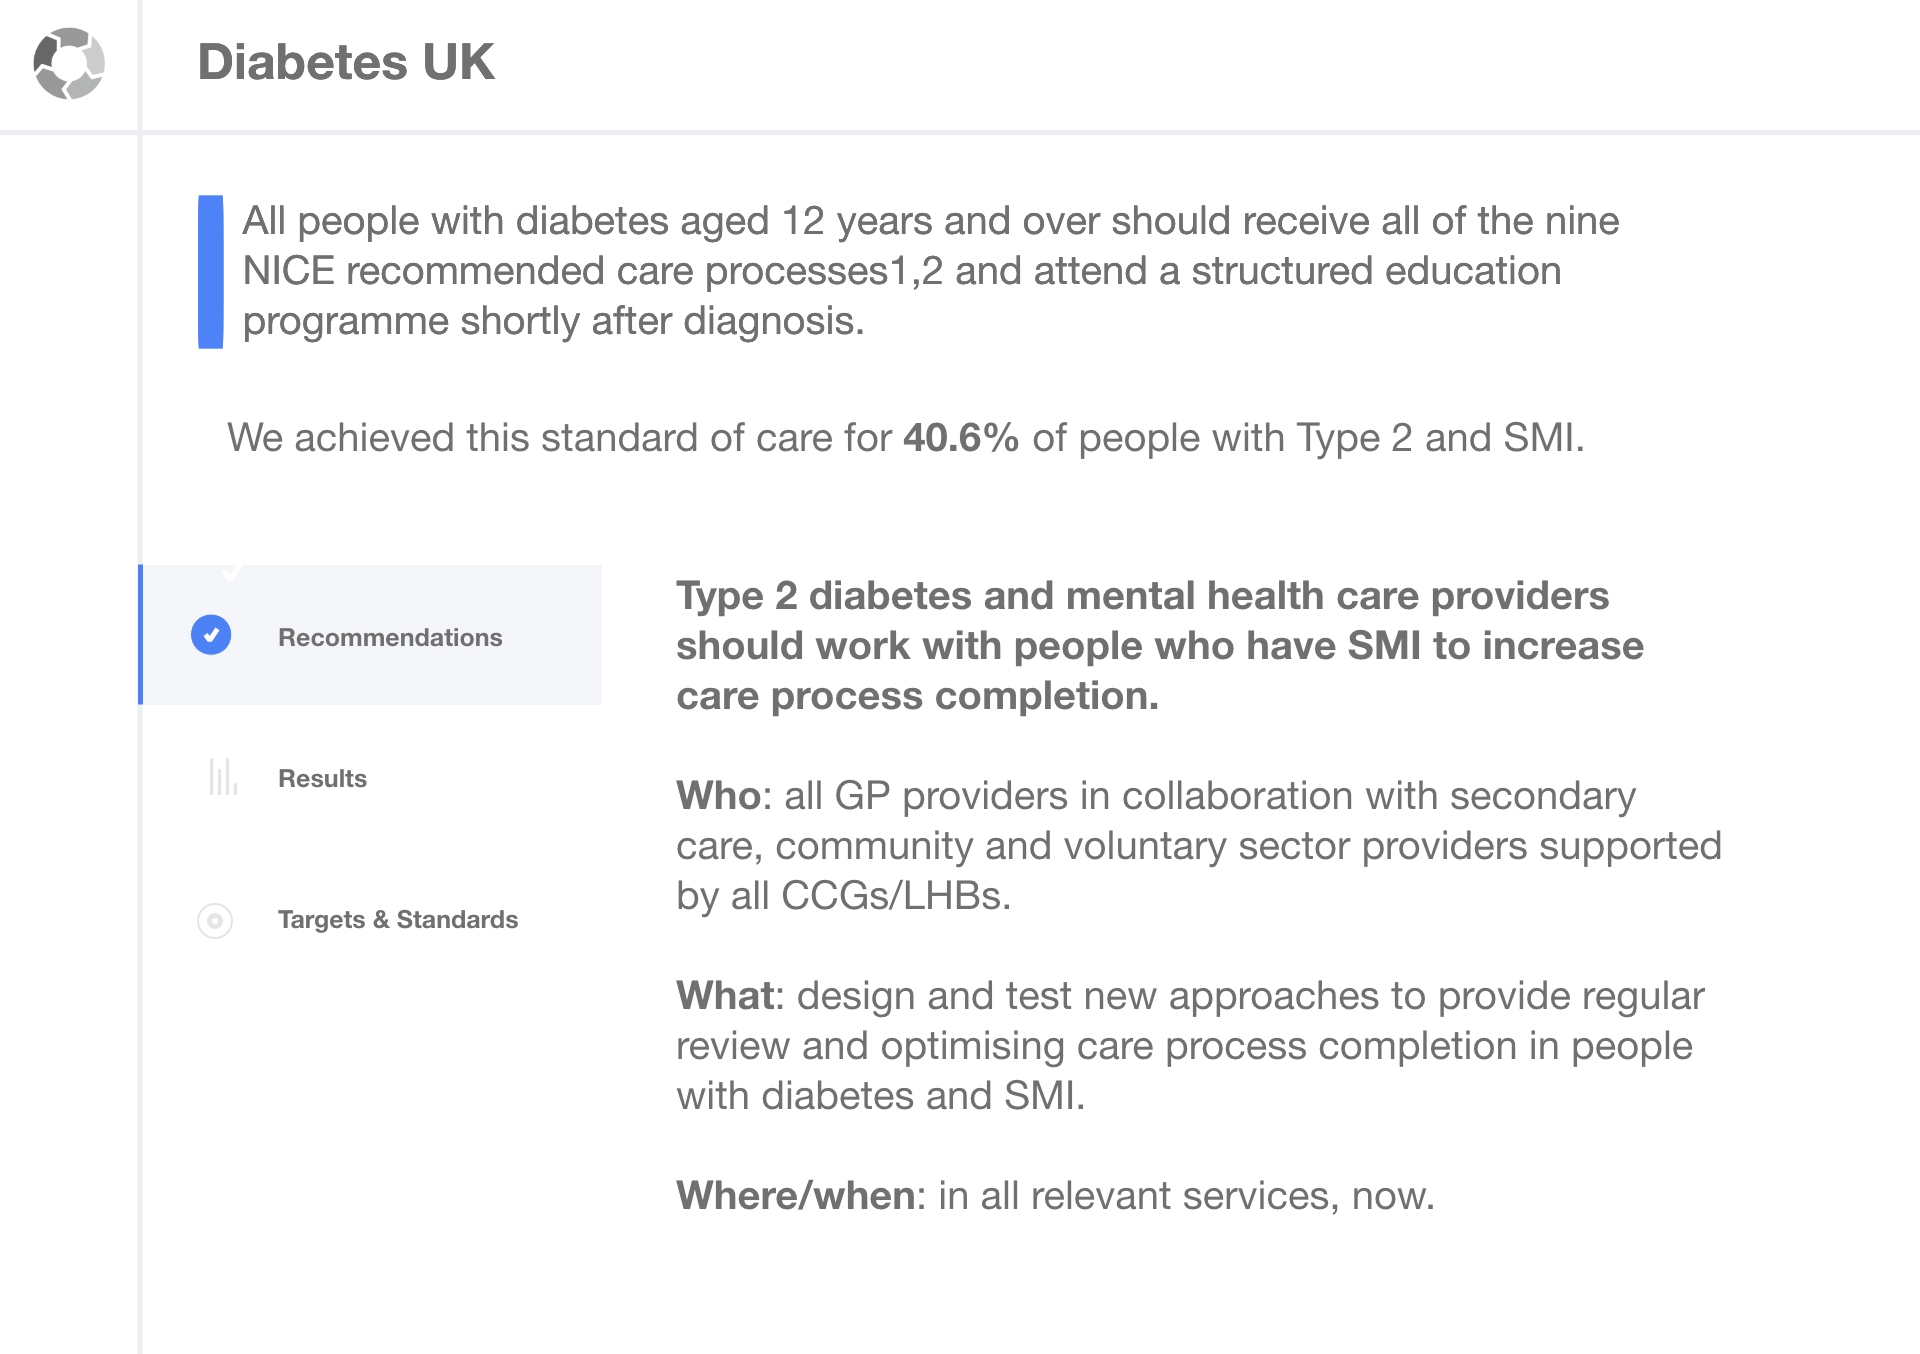 Diabetes UK
All people with diabetes aged 12 years and over should receive all of the nine
NICE recommended care processes1,2 and attend a structured education
programme shortly after diagnosis.
We achieved this standard of care for 40.6% of people with Type 2 and SMI.
Recommendations
Results
Targets & Standards
Type 2 diabetes and mental health care providers
should work with people who have SMI to increase
care process completion.
Who: all GP providers in collaboration with secondary
care, community and voluntary sector providers supported
by all CCGs/LHBs.
What: design and test new approaches to provide regular
review and optimising care process completion in people
with diabetes and SMI.
Where/when: in all relevant services, now.